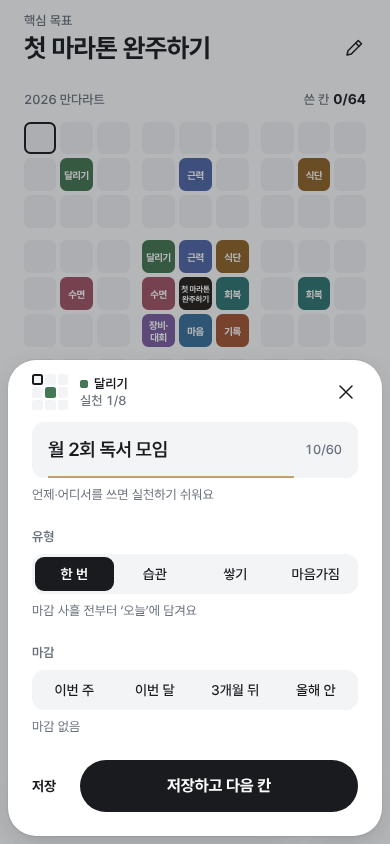 핵심 목표
첫 마라톤 완주하기
2026 만다라트
쓴 칸 0/64
달리기
근력
식단
달리기 근력 식단
수면
수면
첫 마라톤
완주하기
회복
회복
장비·
대회
마음
기록
달리기
실천 1/8
월 2회 독서 모임
10/60
언제·어디서를 쓰면 실천하기 쉬워요
유형
한 번 습관 쌓기 마음가짐
마감 사흘 전부터 ‘오늘’에 담겨요
마감
이번 주 이번 달 3개월 뒤 올해 안
마감 없음
저장
저장하고 다음 칸